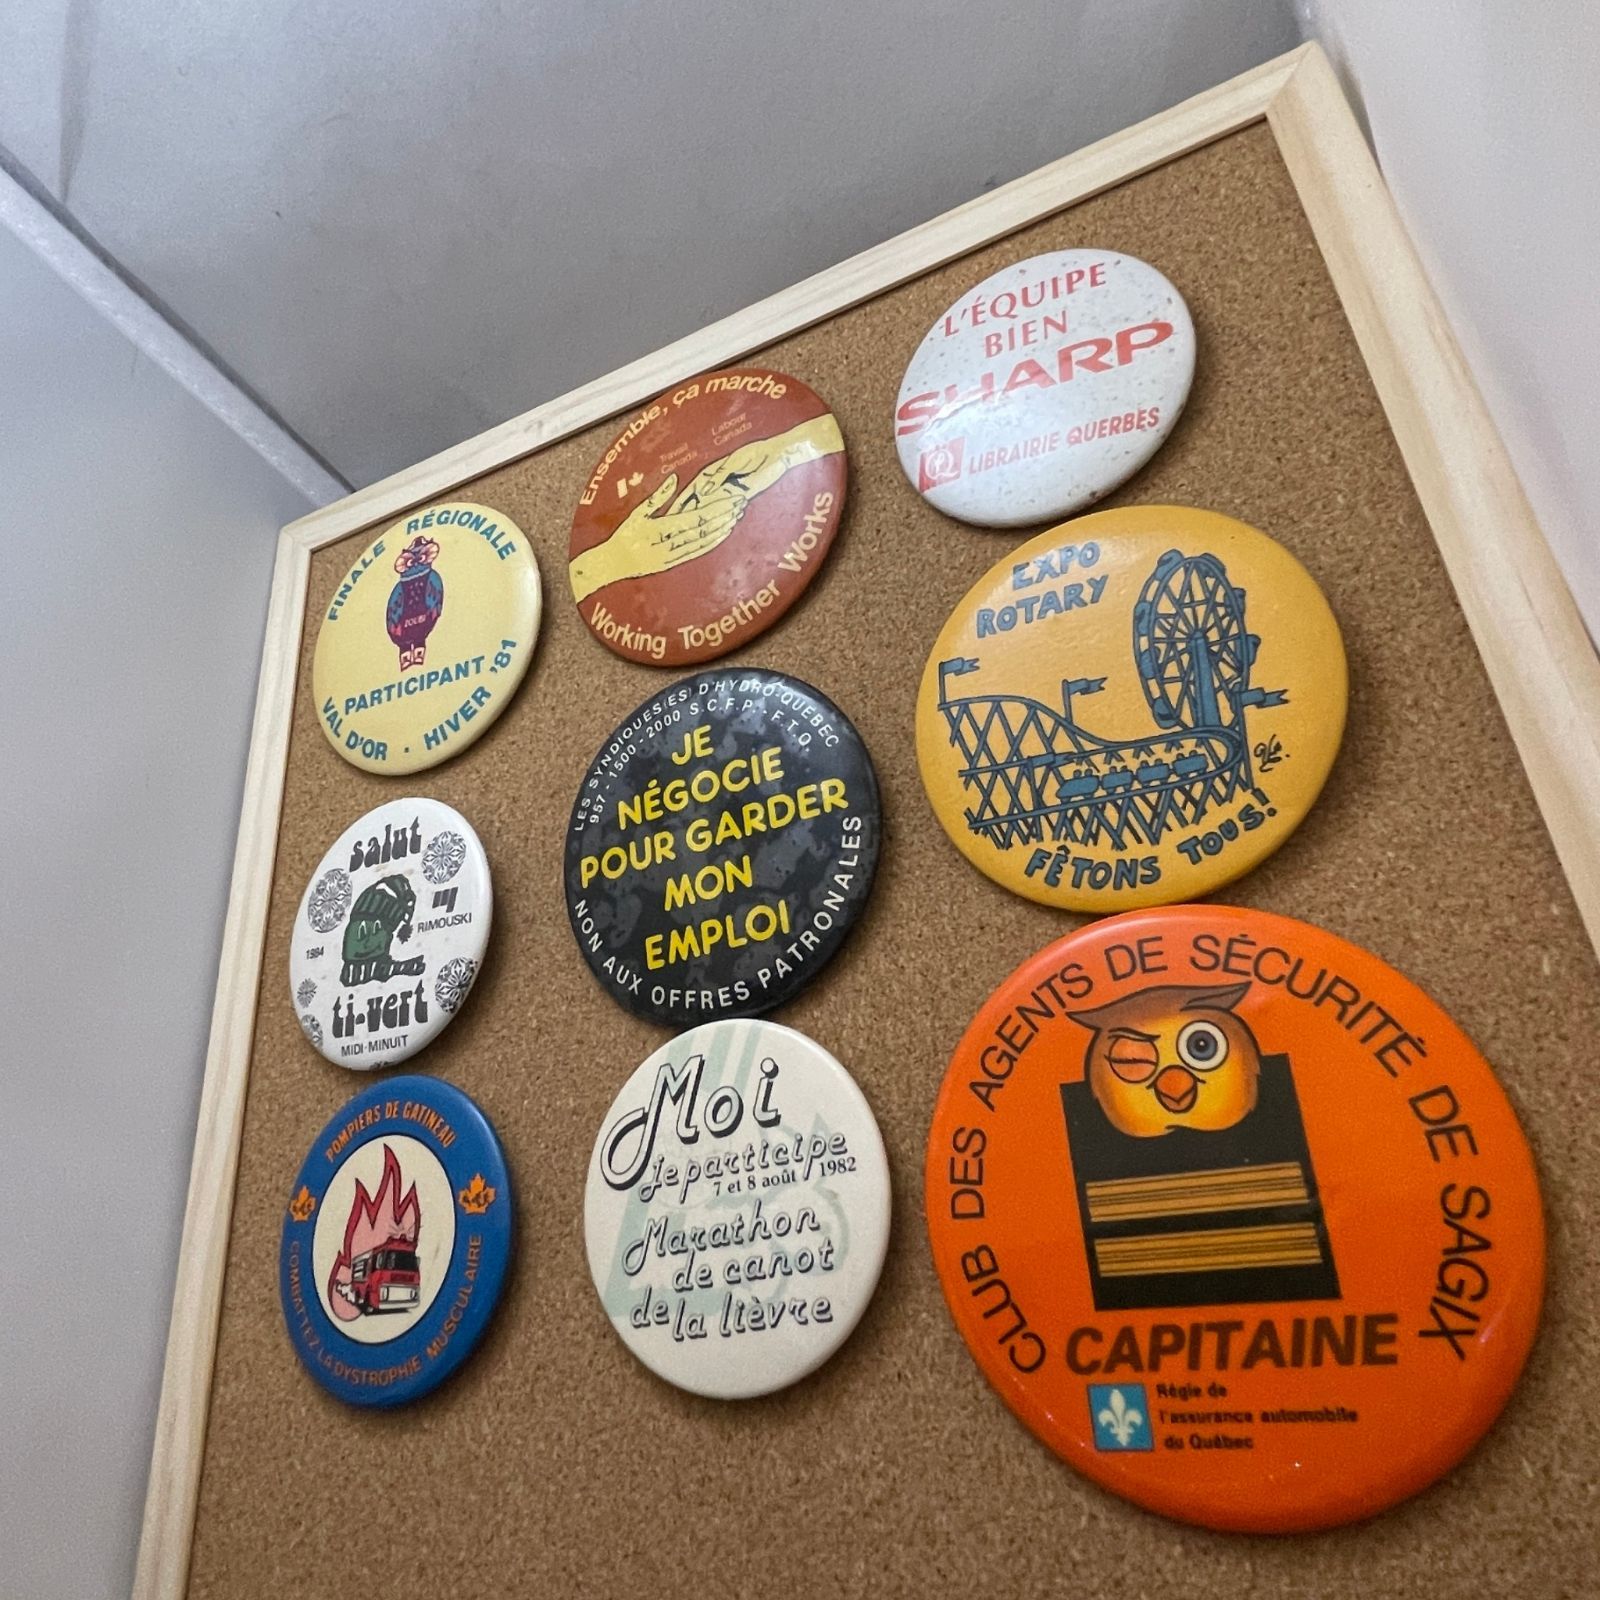 L'ÉQUIPE
BIEN
SHARP
LIBRAIRIE QUERBES
Ensemble, ça marche
Travail
Canada
Labour
Canada
Working Together Works
FINALE RÉGIONALE
ZOUBI
PARTICIPANT
VAL D'OR · HIVER '81
EXPO
ROTARY
FÊTONS TOUS!
LES SYNDIQUÉS(ES) D'HYDRO-QUÉBEC
957-1500-2000 S.C.F.P. - F.T.Q.
JE
NÉGOCIE
POUR GARDER
MON
EMPLOI
NON AUX OFFRES PATRONALES
salut
RIMOUSKI
1984
ti-vert
MIDI-MINUIT
POMPIERS DE GATINEAU
COMBATTEZ LA DYSTROPHIE MUSCULAIRE
Moi
je participe
7 et 8 août 1982
Marathon
de canot
de la lièvre
CLUB DES AGENTS DE SÉCURITÉ DE SAGIX
CAPITAINE
Régie de
l'assurance automobile
du Québec